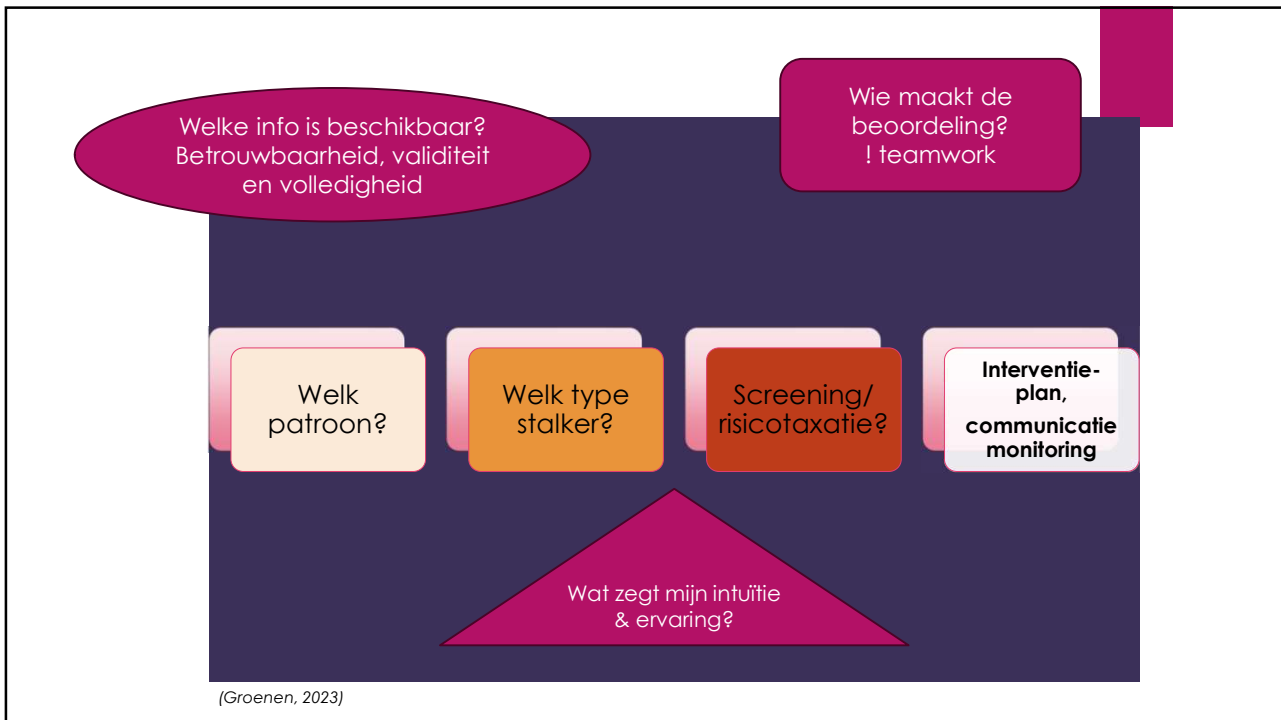 Welke info is beschikbaar?
Betrouwbaarheid, validiteit
en volledigheid
Wie maakt de
beoordeling?
! teamwork
Welk
patroon?
Welk type
stalker?
Screening/
risicotaxatie?
Interventie-
plan,
communicatie
monitoring
Wat zegt mijn intuïtie
& ervaring?
(Groenen, 2023)